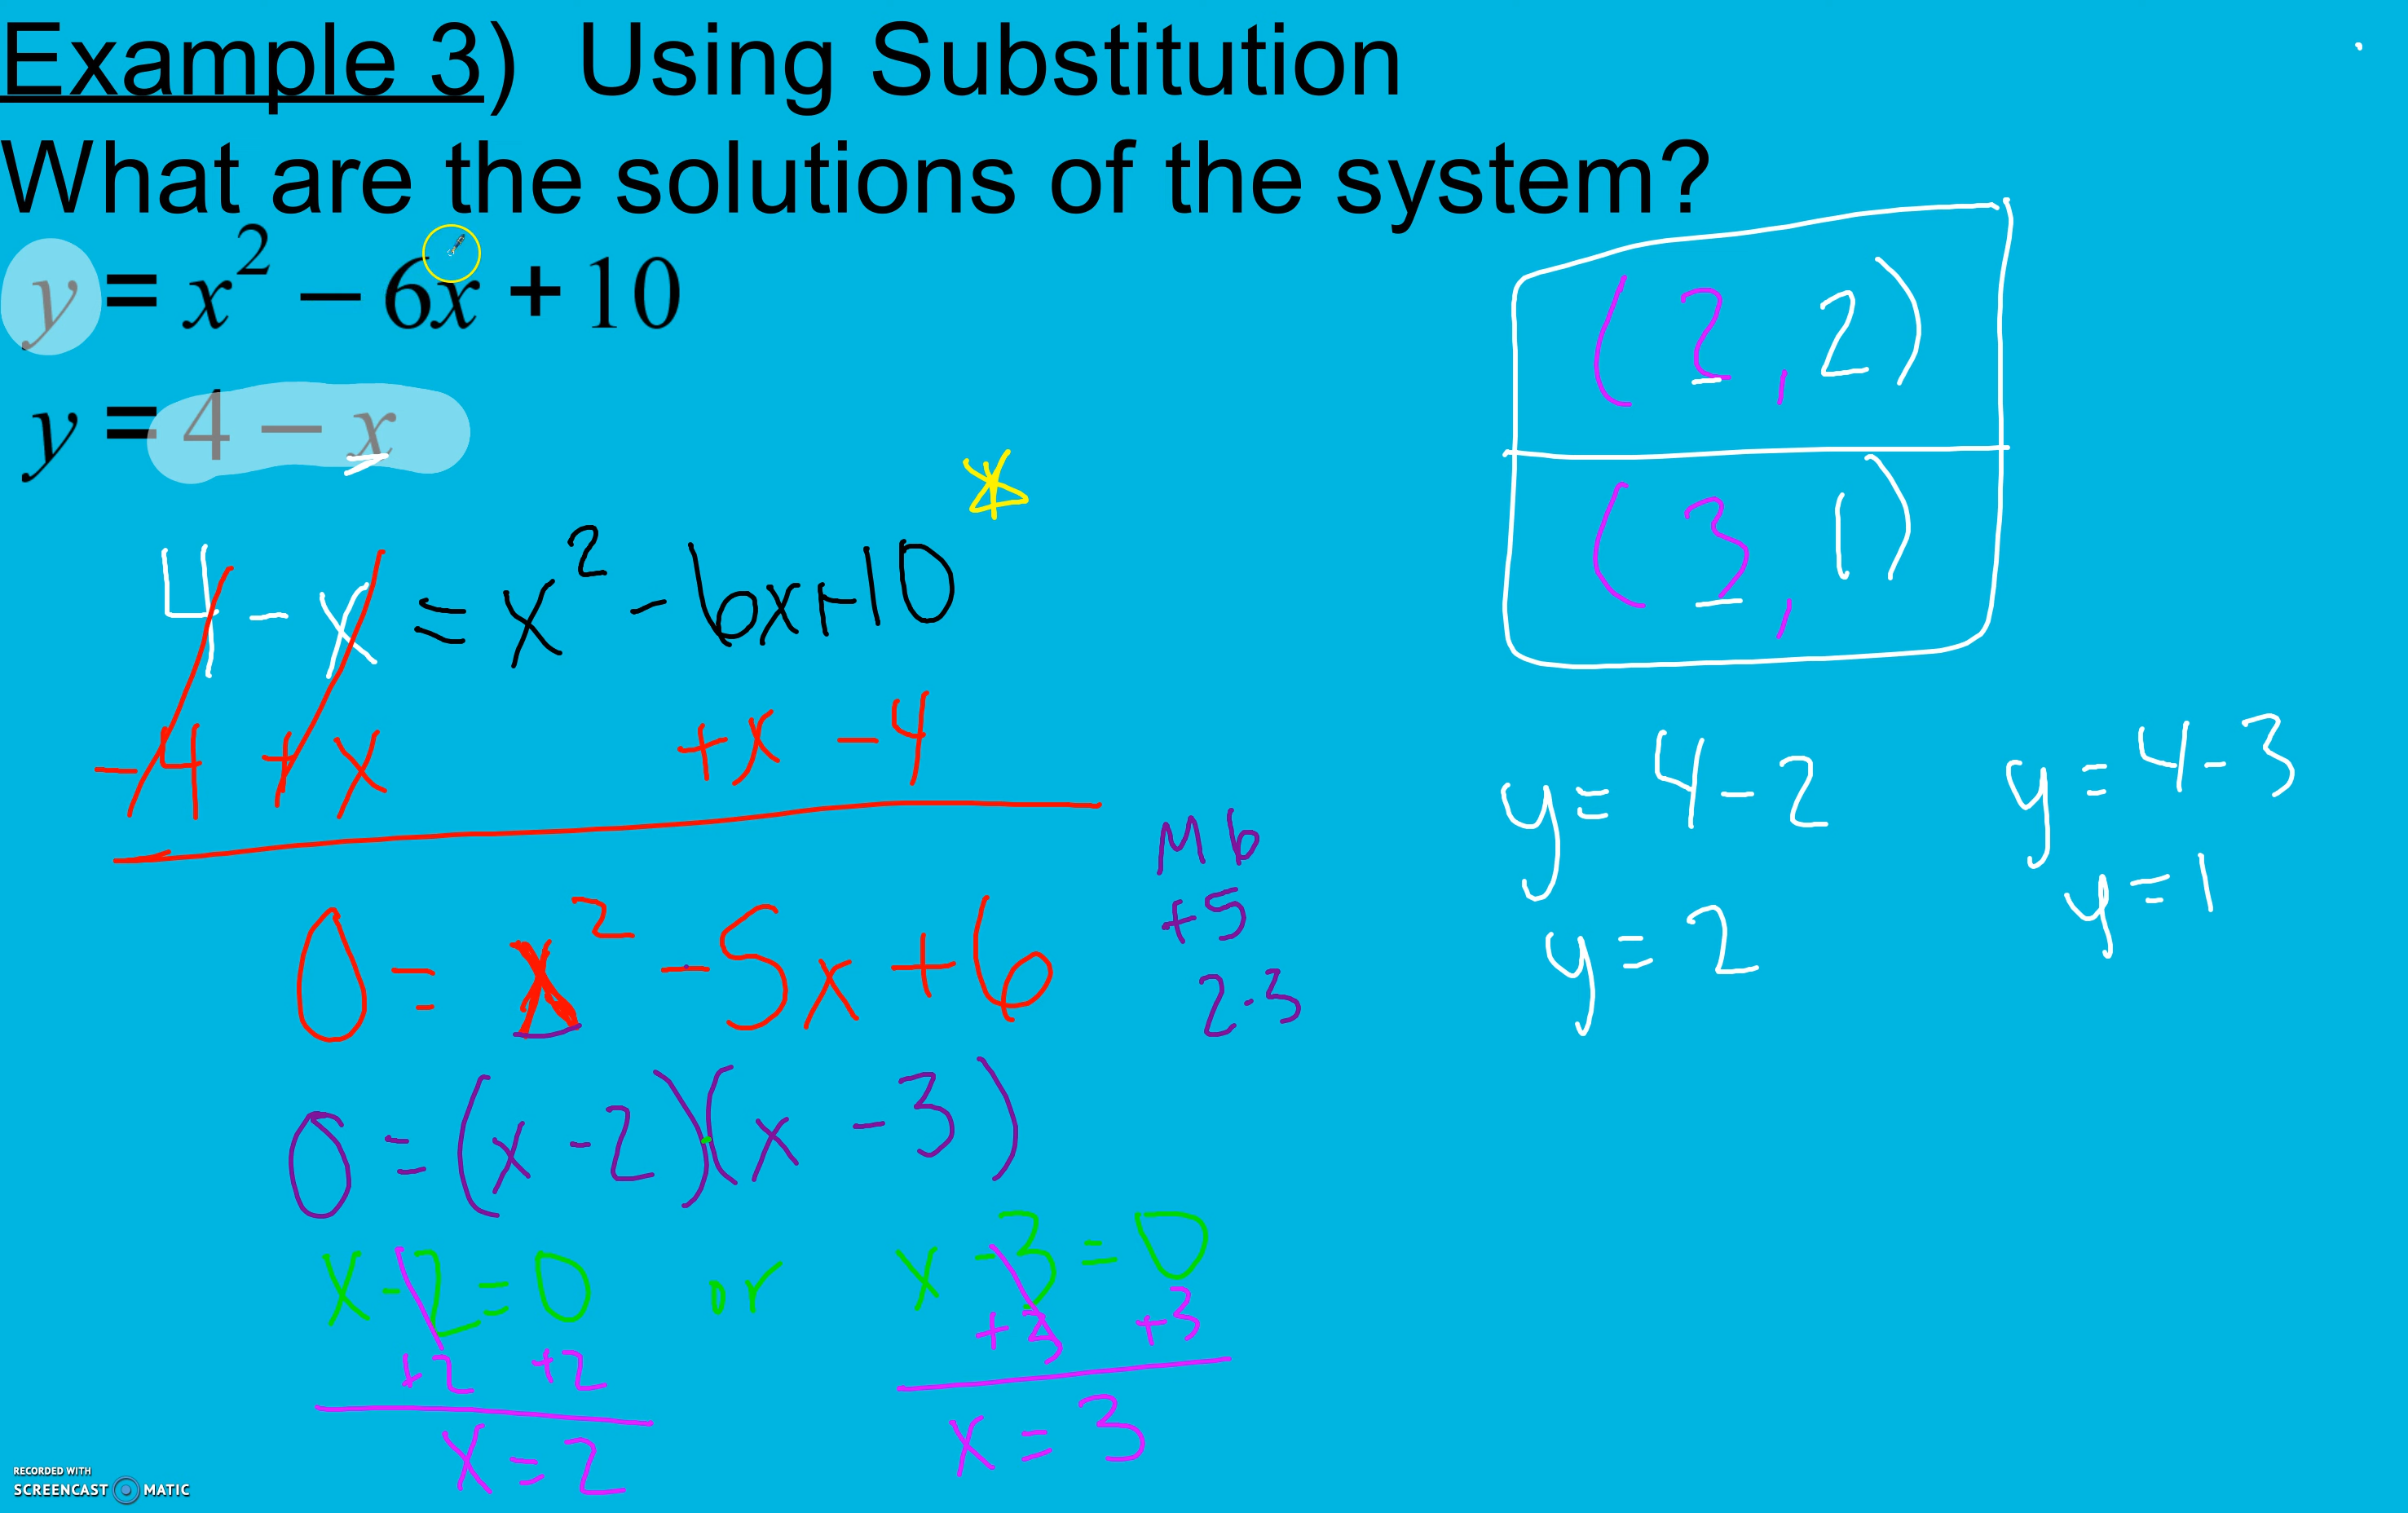 Example 3) Using Substitution
What are the solutions of the system?
y = x² − 6x + 10
y = 4 − x
(2, 2)
(3, 1)
4 - x = x² - 6x + 10
-4 + x +x - 4
0 = x² - 5x + 6
M 6
+ 5
2·3
0 = (x - 2)(x - 3)
x - 2 = 0 or x - 3 = 0
+2 +2 +3 +3
x = 2 x = 3
y = 4 - 2
y = 2
y = 4 - 3
y = 1
RECORDED WITH
SCREENCAST MATIC